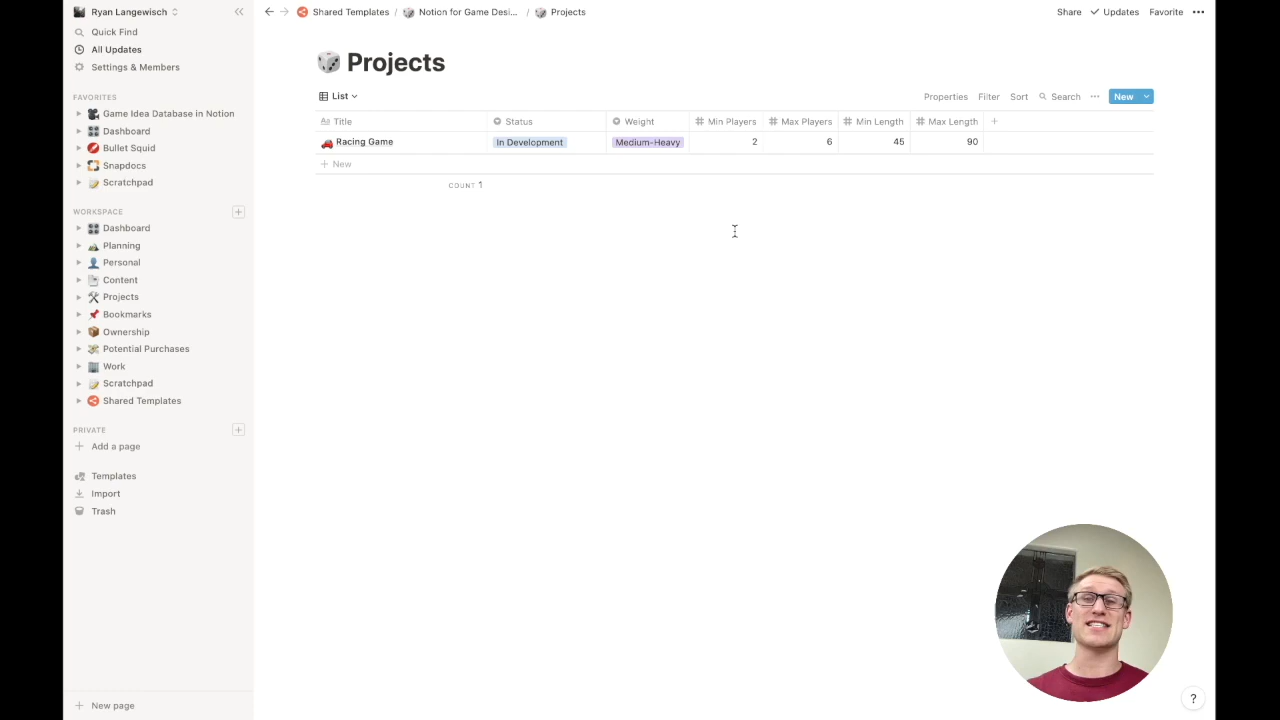 Ryan Langewisch
Quick Find
All Updates
Settings & Members
FAVORITES
Game Idea Database in Notion
Dashboard
Bullet Squid
Snapdocs
Scratchpad
WORKSPACE
Dashboard
Planning
Personal
Content
Projects
Bookmarks
Ownership
Potential Purchases
Work
Scratchpad
Shared Templates
PRIVATE
Add a page
Templates
Import
Trash
New page
Shared Templates / Notion for Game Desi... / Projects
Share Updates Favorite
Projects
List
Properties Filter Sort Search New
Title Status Weight Min Players Max Players Min Length Max Length
Racing Game In Development Medium-Heavy 2 6 45 90
New
COUNT 1
?